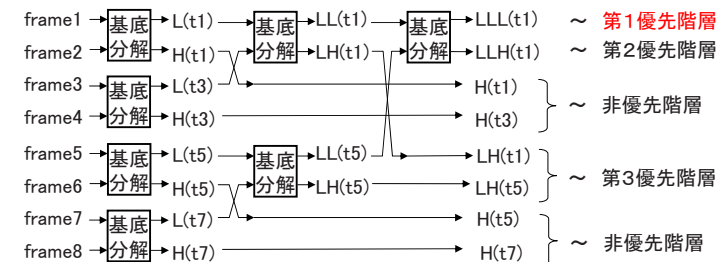 frame1 基底 L(t1) 基底 LL(t1) 基底 LLL(t1) ～ 第1優先階層
frame2 分解 H(t1) 分解 LH(t1) 分解 LLH(t1) ～ 第2優先階層
frame3 基底 L(t3) H(t1)
frame4 分解 H(t3) H(t3) ～ 非優先階層
frame5 基底 L(t5) 基底 LL(t5) LH(t1)
frame6 分解 H(t5) 分解 LH(t5) LH(t5) ～ 第3優先階層
frame7 基底 L(t7) H(t5)
frame8 分解 H(t7) H(t7) ～ 非優先階層